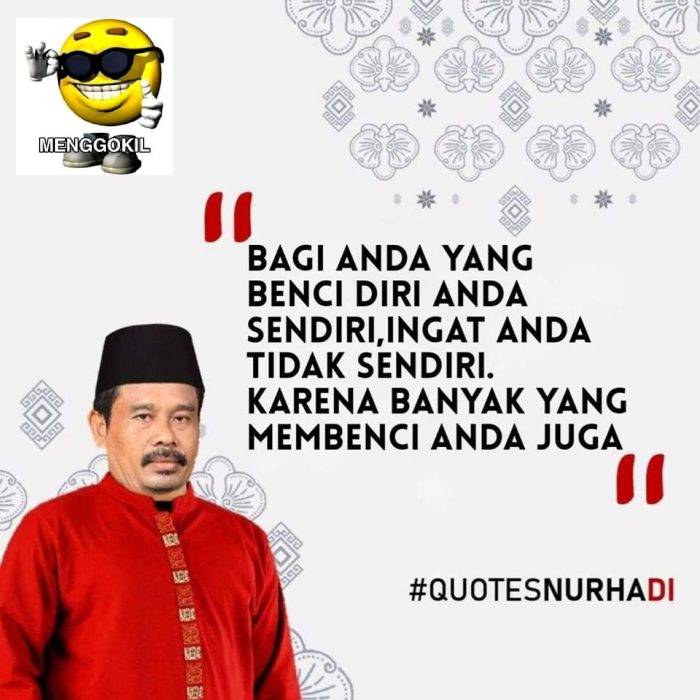 MENGGOKIL
"
BAGI ANDA YANG
BENCI DIRI ANDA
SENDIRI,INGAT ANDA
TIDAK SENDIRI.
KARENA BANYAK YANG
MEMBENCI ANDA JUGA
"
#QUOTESNURHADI